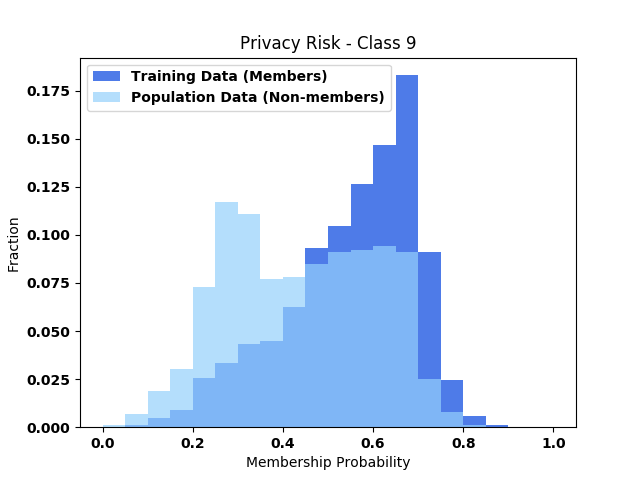 Privacy Risk - Class 9
Training Data (Members)
Population Data (Non-members)
0.175
0.150
0.125
0.100
0.075
0.050
0.025
0.000
Fraction
0.0 0.2 0.4 0.6 0.8 1.0
Membership Probability